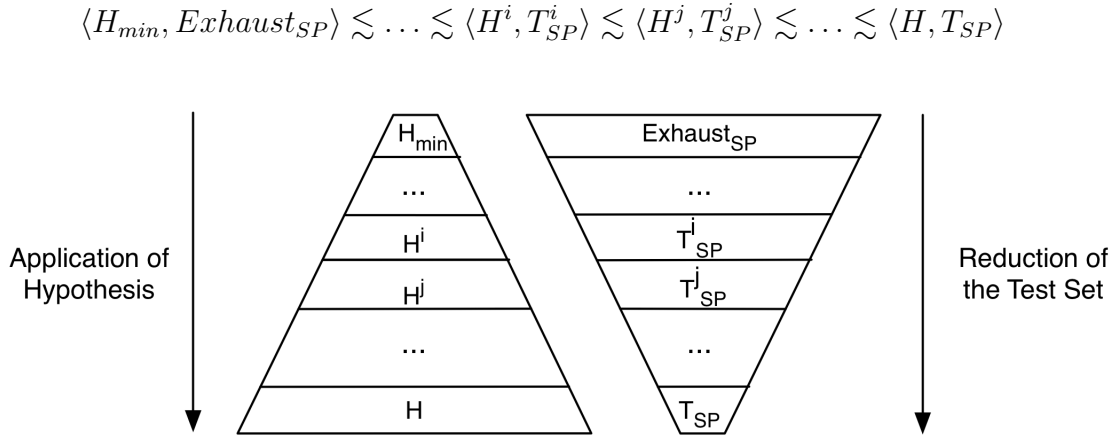 ⟨H_min, Exhaust_SP⟩ ≲ … ≲ ⟨H^i, T^i_SP⟩ ≲ ⟨H^j, T^j_SP⟩ ≲ … ≲ ⟨H, T_SP⟩
H_min
Exhaust_SP
...
...
H^i
T^i_SP
Application of
Hypothesis
H^j
T^j_SP
Reduction of
the Test Set
...
...
H
T_SP